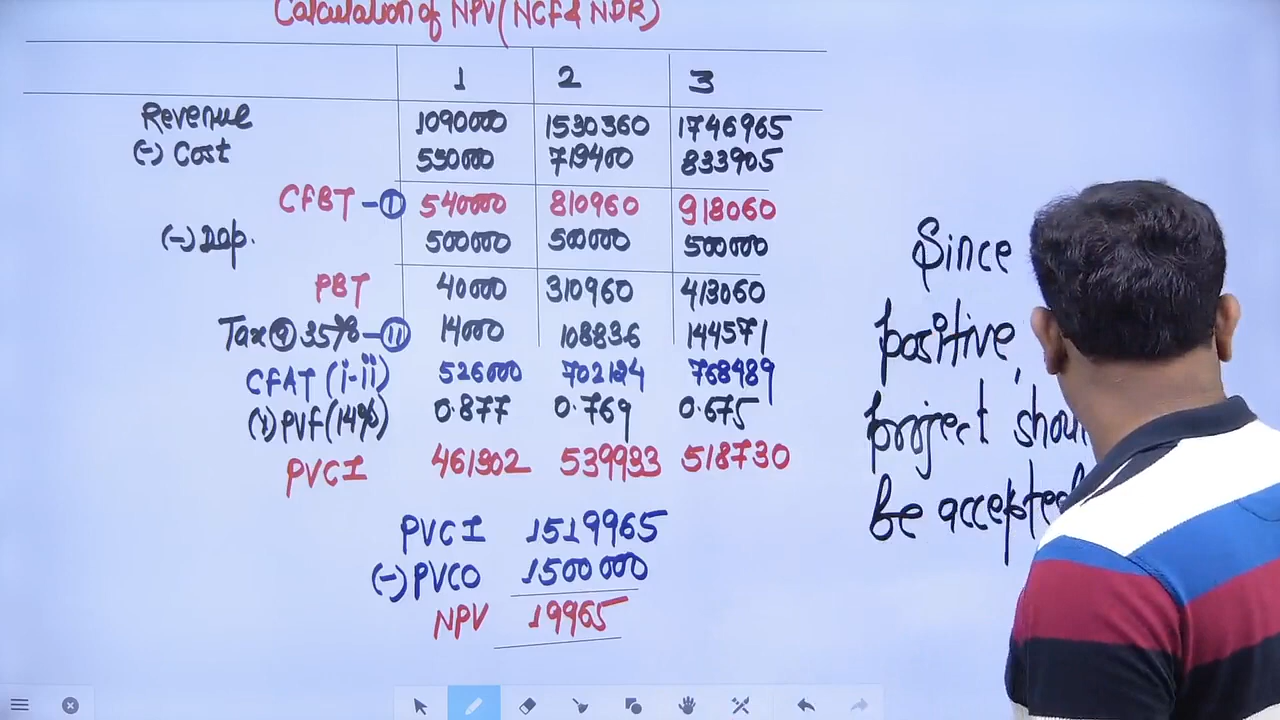 Calculation of NPV (NCF & NDR)
1 2 3
Revenue 1090000 1530360 1746965
(-) Cost 550000 719400 833905
CFBT - (i) 540000 810960 918060
(-) Dep. 500000 500000 500000
PBT 40000 310960 413060
Tax @ 35% - (ii) 14000 108836 144571
CFAT (i-ii) 526000 702124 768489
(x) PVF (14%) 0.877 0.769 0.675
PVCI 461302 539933 518730
PVCI 1519965
(-) PVCO 1500000
NPV 19965
Since
positive,
project
be accepted